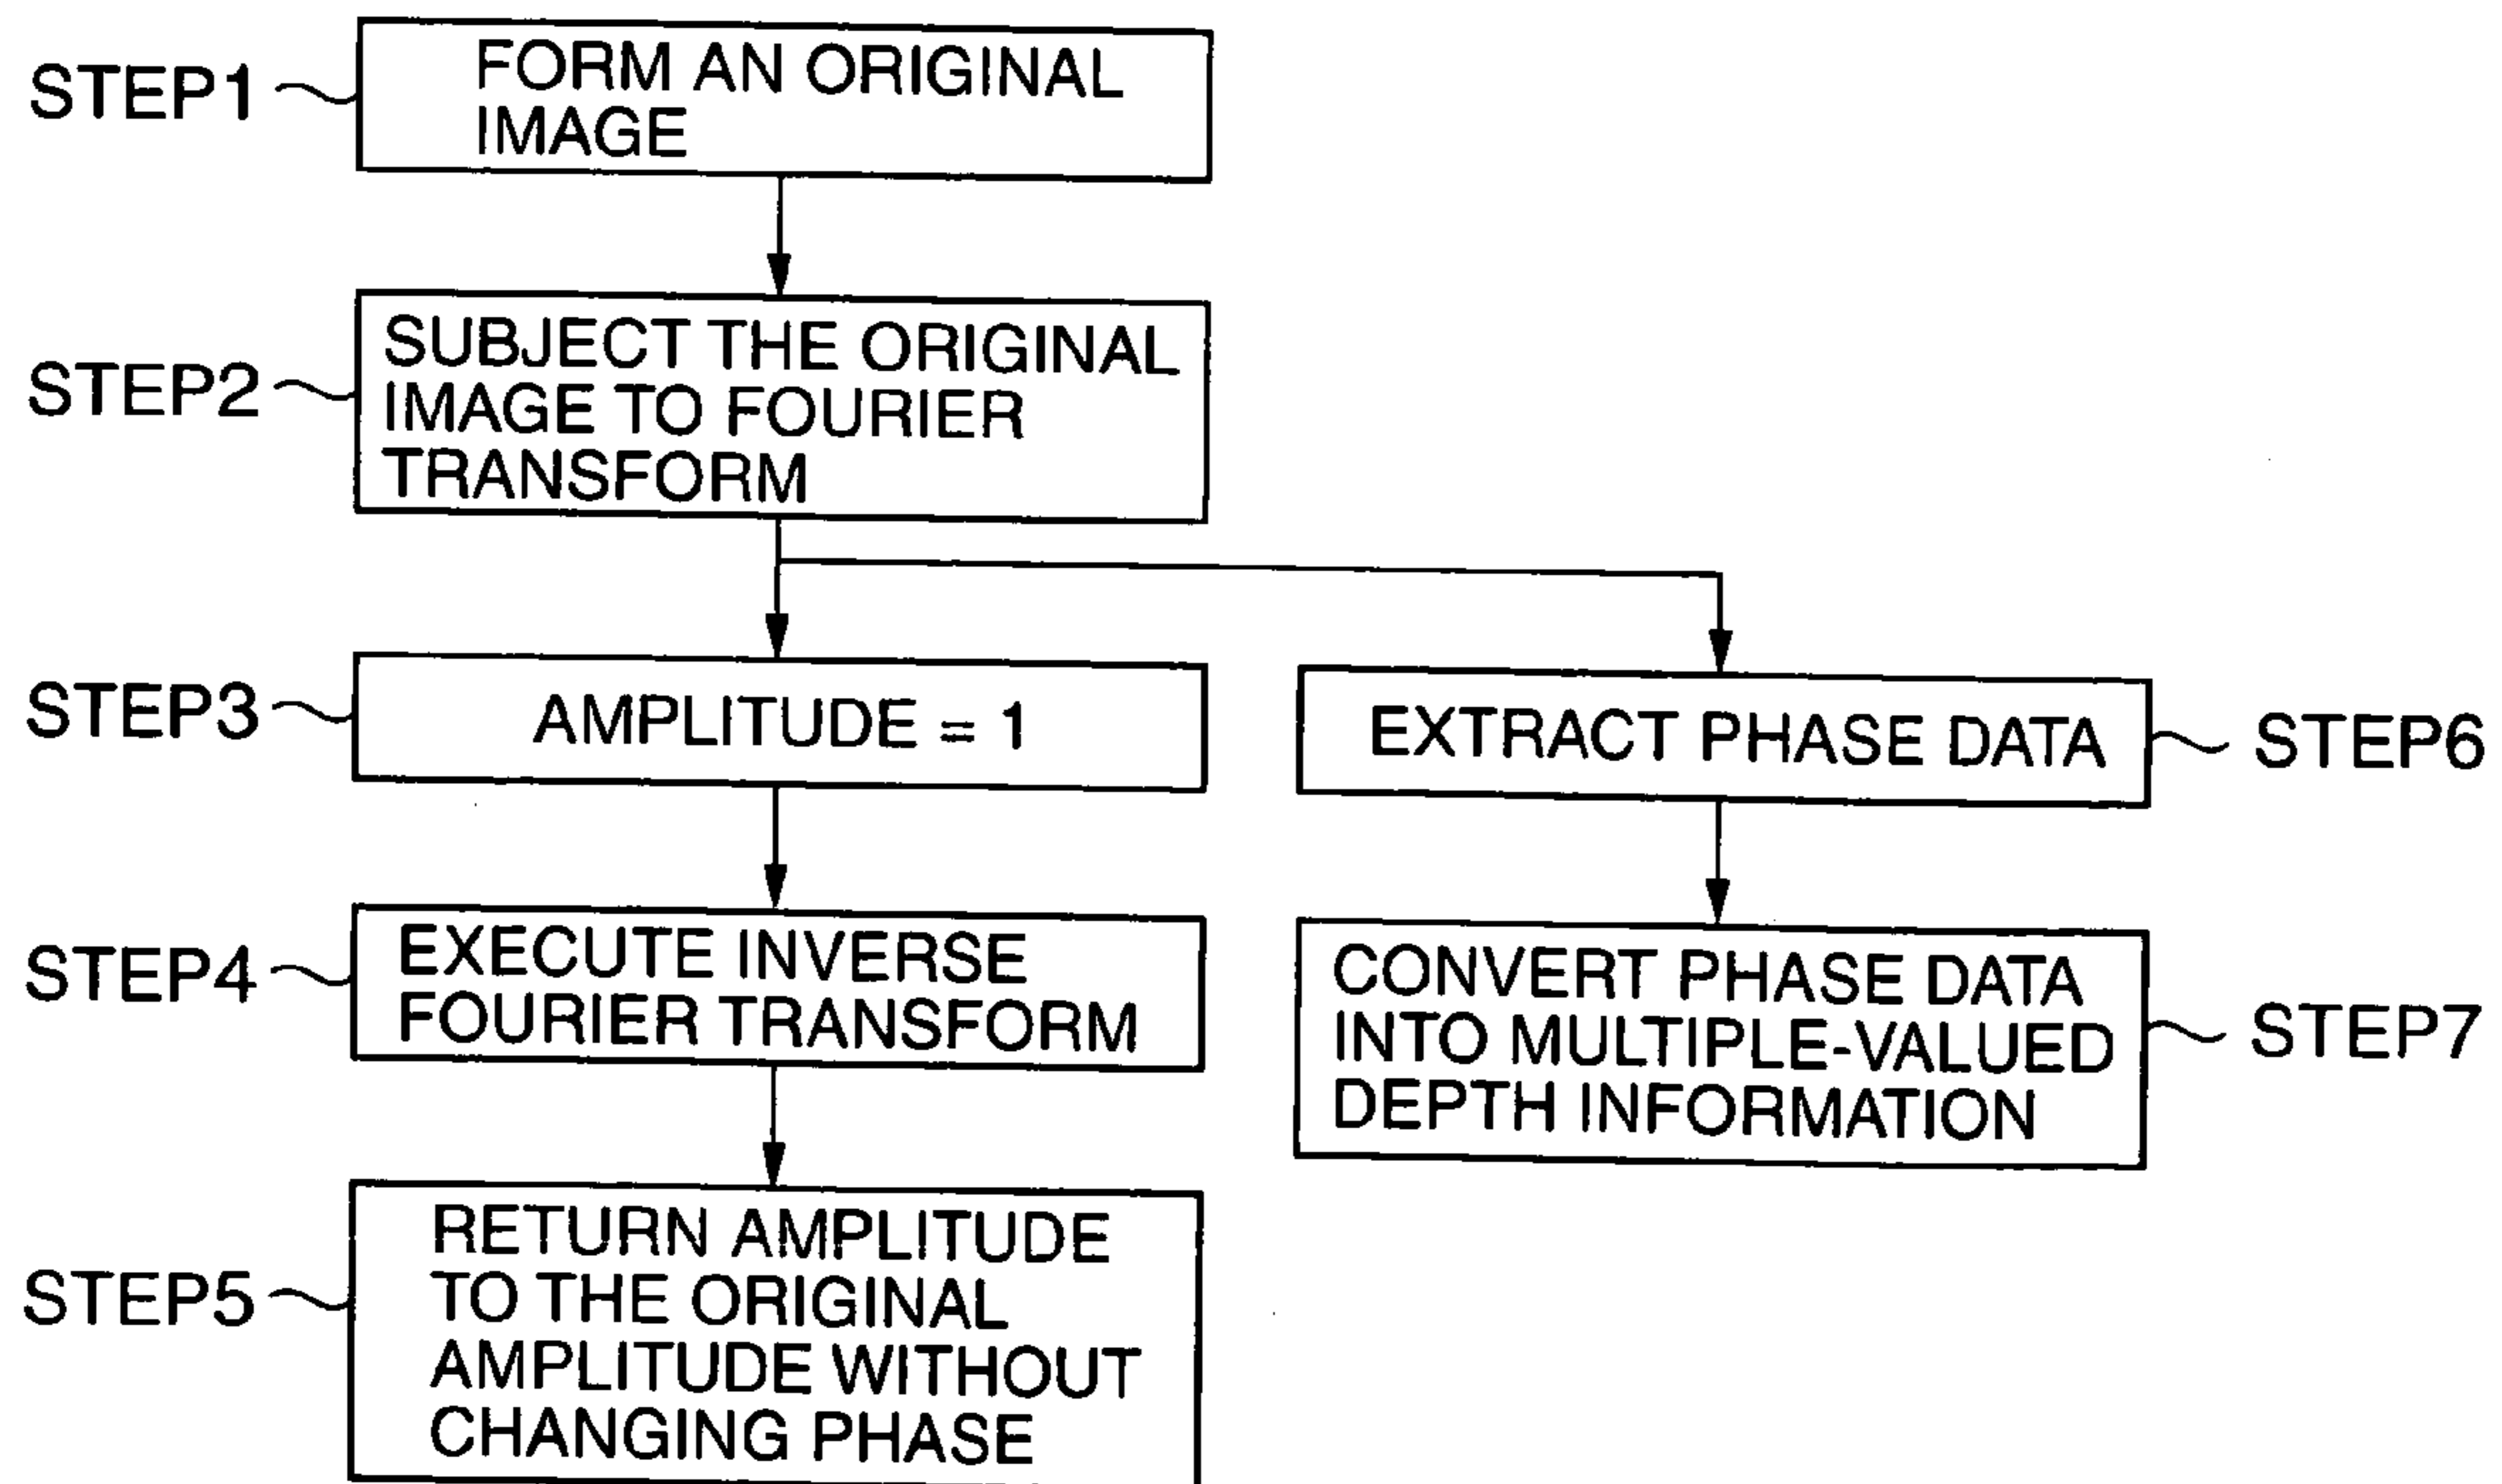 STEP1
FORM AN ORIGINAL
IMAGE
STEP2
SUBJECT THE ORIGINAL
IMAGE TO FOURIER
TRANSFORM
STEP3
AMPLITUDE = 1
EXTRACT PHASE DATA
STEP6
STEP4
EXECUTE INVERSE
FOURIER TRANSFORM
CONVERT PHASE DATA
INTO MULTIPLE-VALUED
DEPTH INFORMATION
STEP7
STEP5
RETURN AMPLITUDE
TO THE ORIGINAL
AMPLITUDE WITHOUT
CHANGING PHASE